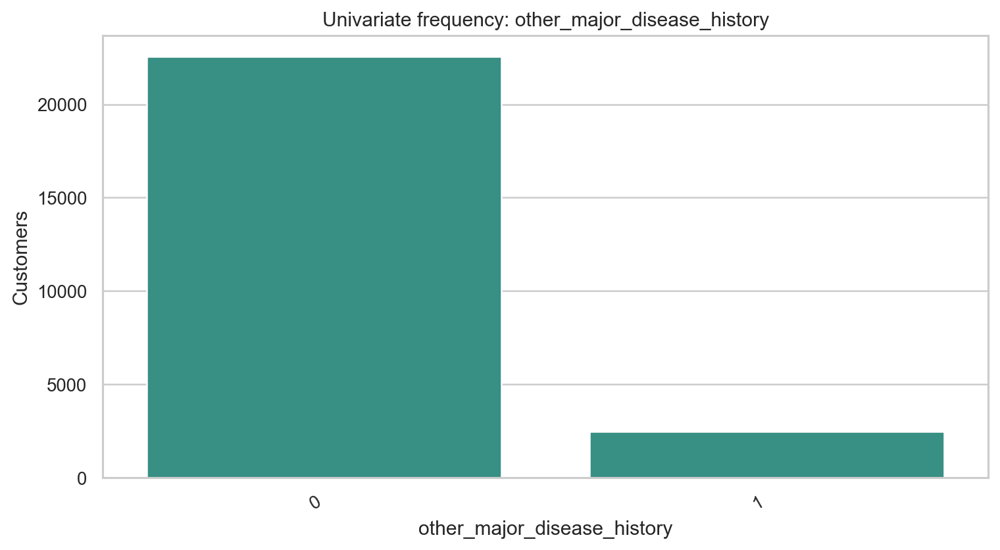 Univariate frequency: other_major_disease_history
20000
15000
10000
5000
0
Customers
0
1
other_major_disease_history